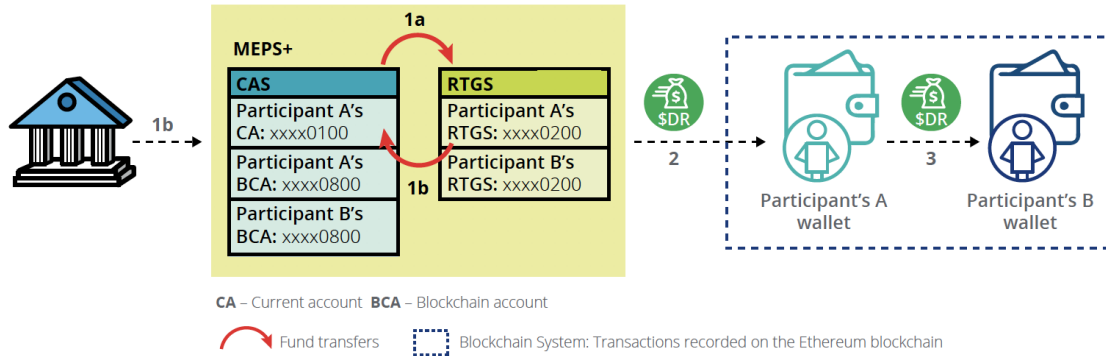 1a
MEPS+
CAS
RTGS
Participant A's
CA: xxxx0100
Participant A's
RTGS: xxxx0200
1b
Participant A's
BCA: xxxx0800
Participant B's
RTGS: xxxx0200
1b
Participant B's
BCA: xxxx0800
$DR
2
$DR
3
Participant's A
wallet
Participant's B
wallet
CA – Current account BCA – Blockchain account
Fund transfers
Blockchain System: Transactions recorded on the Ethereum blockchain